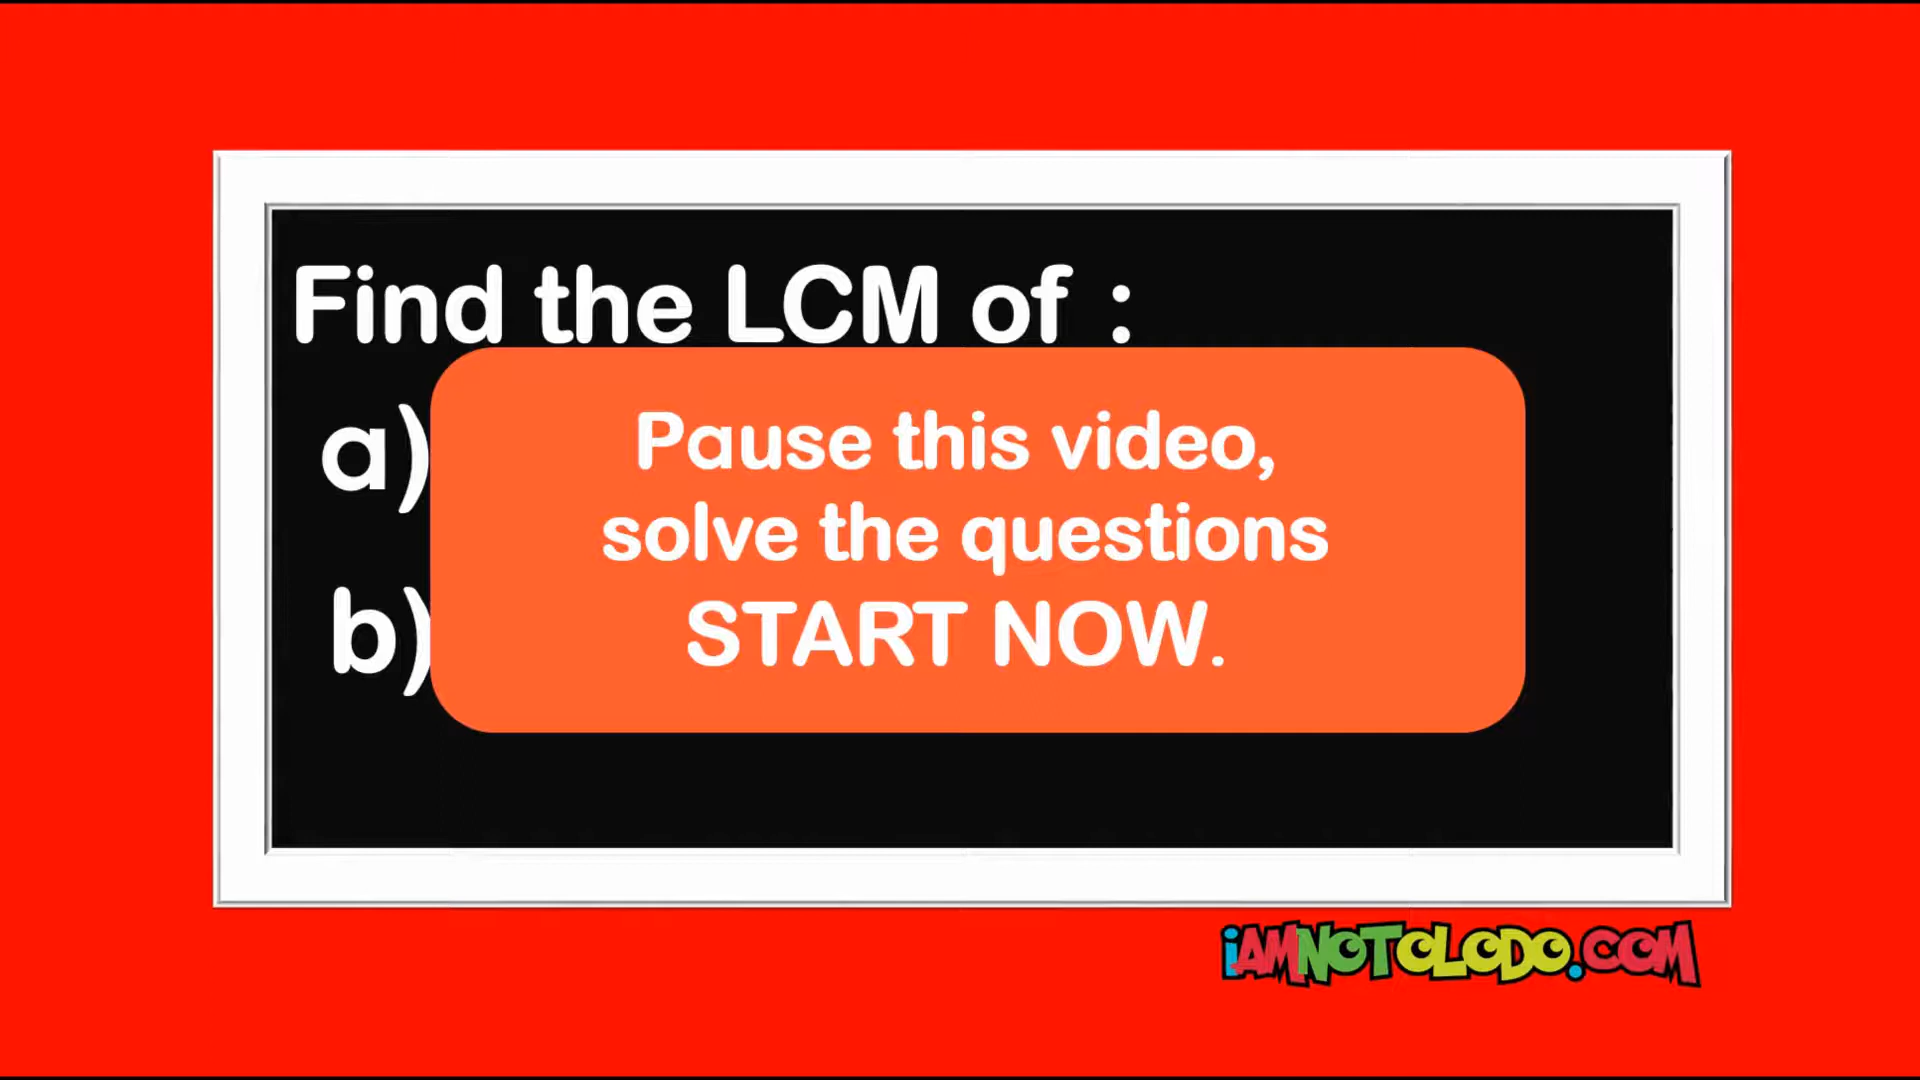 Find the LCM of :
a)
Pause this video,
solve the questions
b)
START NOW.
iAMNOTOLODO.COM